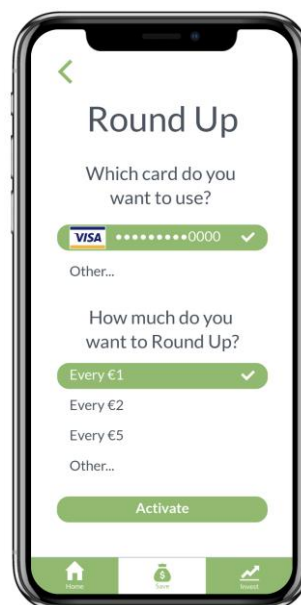 Round Up
Which card do you
want to use?
VISA •••••••••0000
Other...
How much do you
want to Round Up?
Every €1
Every €2
Every €5
Other...
Activate
Home
Save
Invest